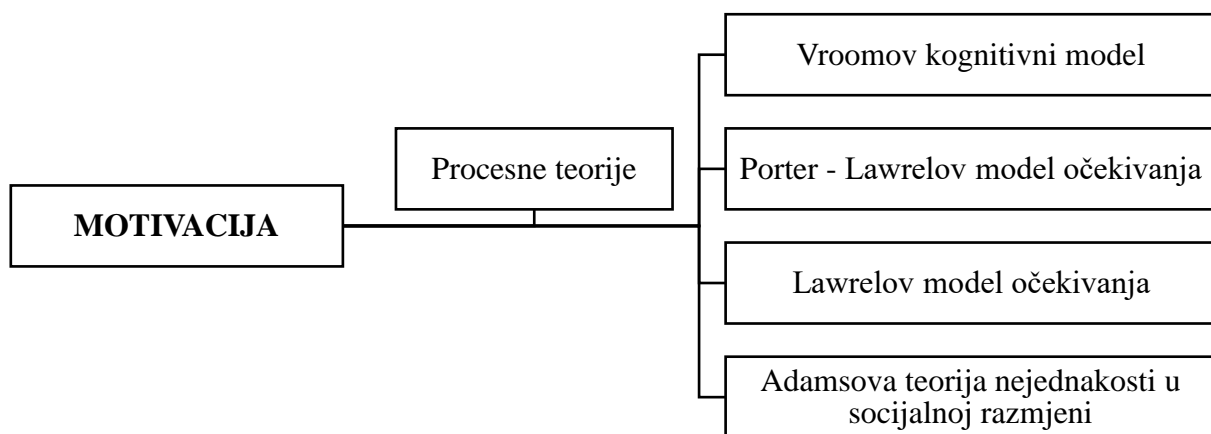 MOTIVACIJA
Procesne teorije
Vroomov kognitivni model
Porter - Lawrelov model očekivanja
Lawrelov model očekivanja
Adamsova teorija nejednakosti u
socijalnoj razmjeni